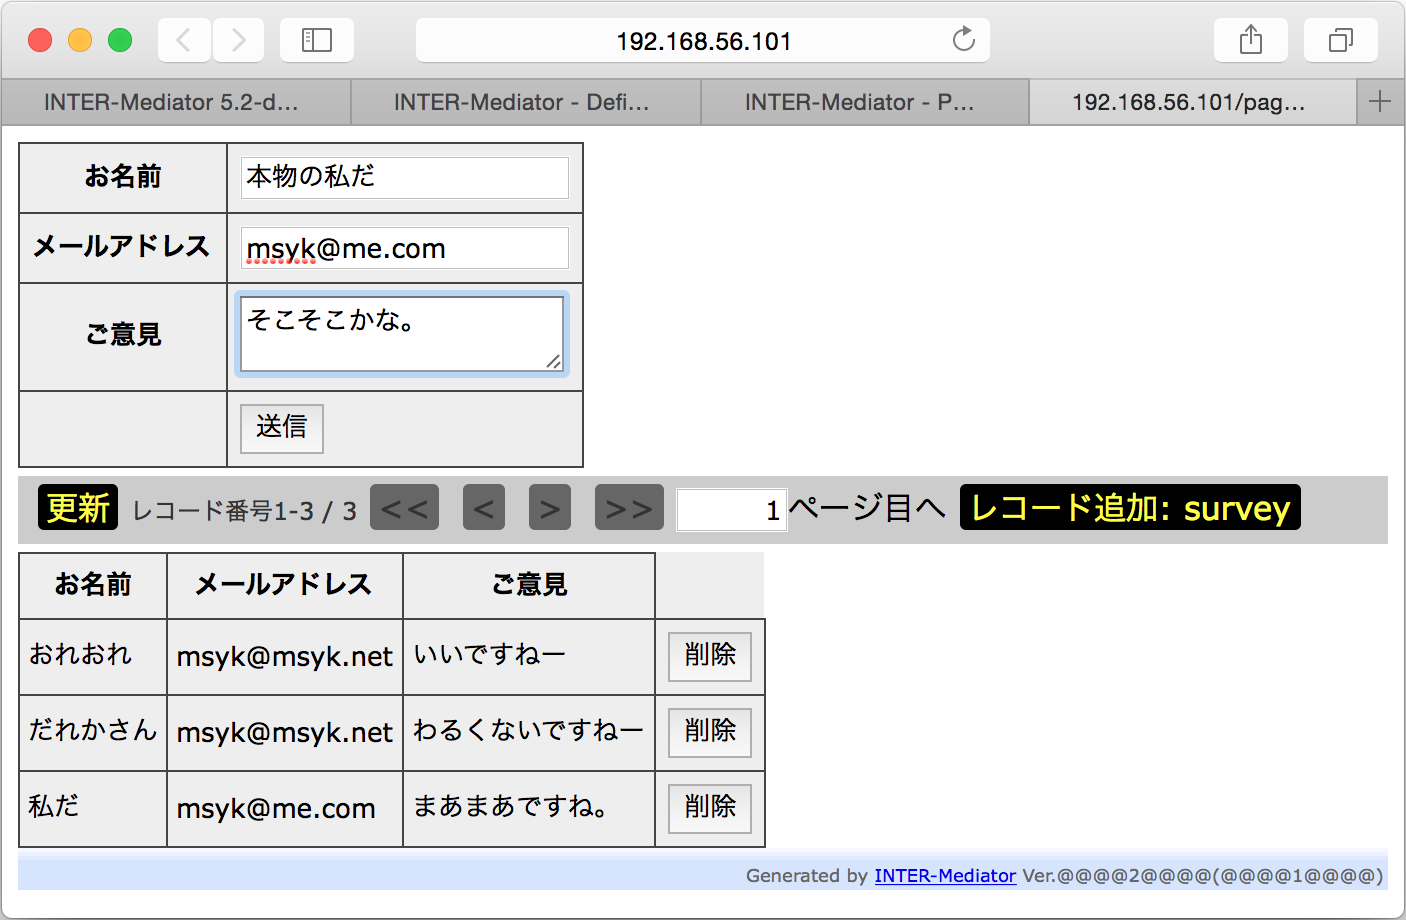 192.168.56.101
INTER-Mediator 5.2-d… INTER-Mediator - Defi… INTER-Mediator - P… 192.168.56.101/pag… +
お名前 本物の私だ
メールアドレス msyk@me.com
ご意見 そこそこかな。
送信
更新 レコード番号1-3 / 3 << < > >> 1 ページ目へ レコード追加: survey
お名前 メールアドレス ご意見
おれおれ msyk@msyk.net いいですねー 削除
だれかさん msyk@msyk.net わるくないですねー 削除
私だ msyk@me.com まあまあですね。 削除
Generated by INTER-Mediator Ver.@@@@2@@@@(@@@@1@@@@)